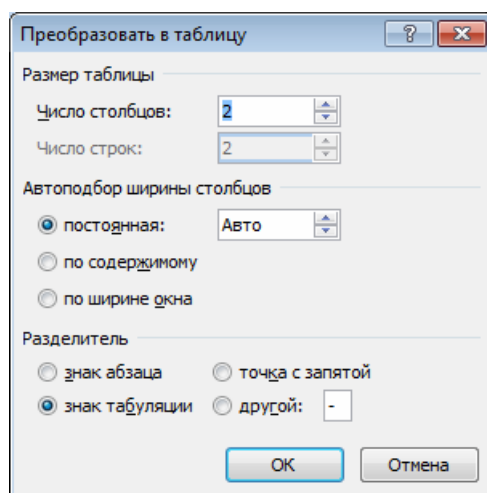 Преобразовать в таблицу
Размер таблицы
Число столбцов: 2
Число строк: 2
Автоподбор ширины столбцов
постоянная: Авто
по содержимому
по ширине окна
Разделитель
знак абзаца точка с запятой
знак табуляции другой: -
ОК Отмена